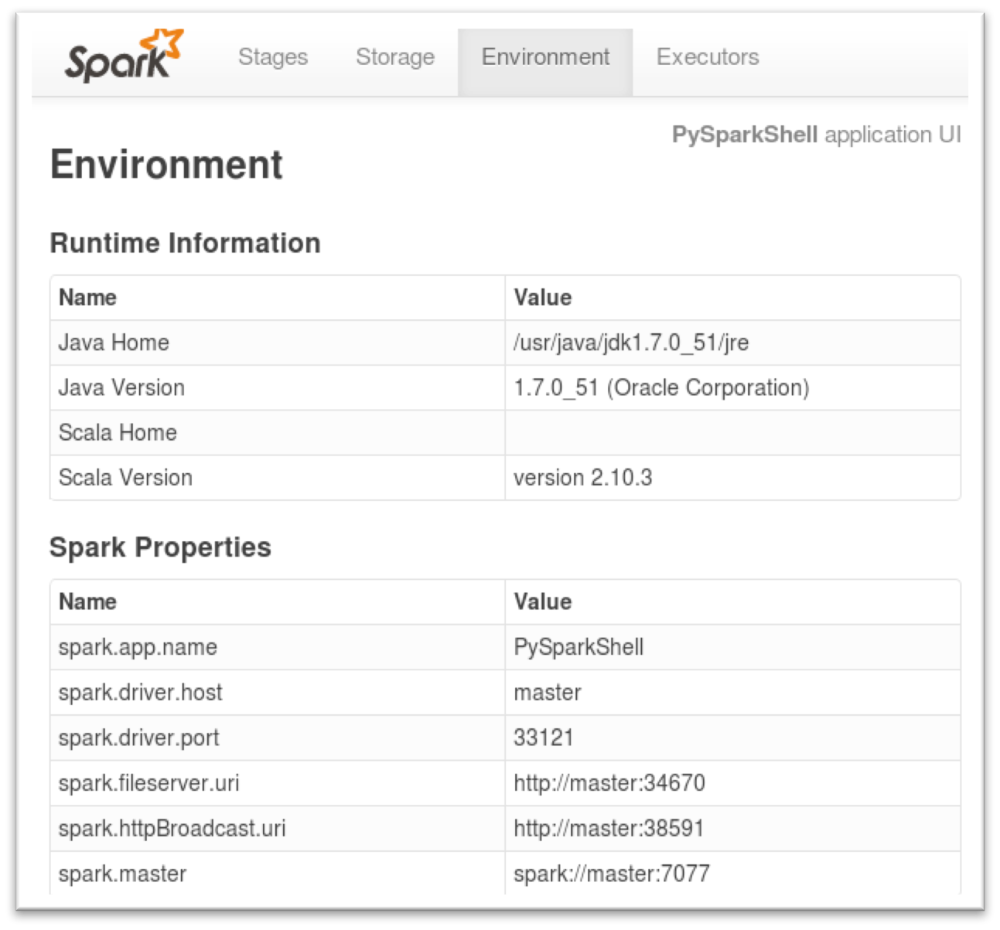 Spark Stages Storage Environment Executors
PySparkShell application UI
Environment
Runtime Information
Name Value
Java Home /usr/java/jdk1.7.0_51/jre
Java Version 1.7.0_51 (Oracle Corporation)
Scala Home
Scala Version version 2.10.3
Spark Properties
Name Value
spark.app.name PySparkShell
spark.driver.host master
spark.driver.port 33121
spark.fileserver.uri http://master:34670
spark.httpBroadcast.uri http://master:38591
spark.master spark://master:7077